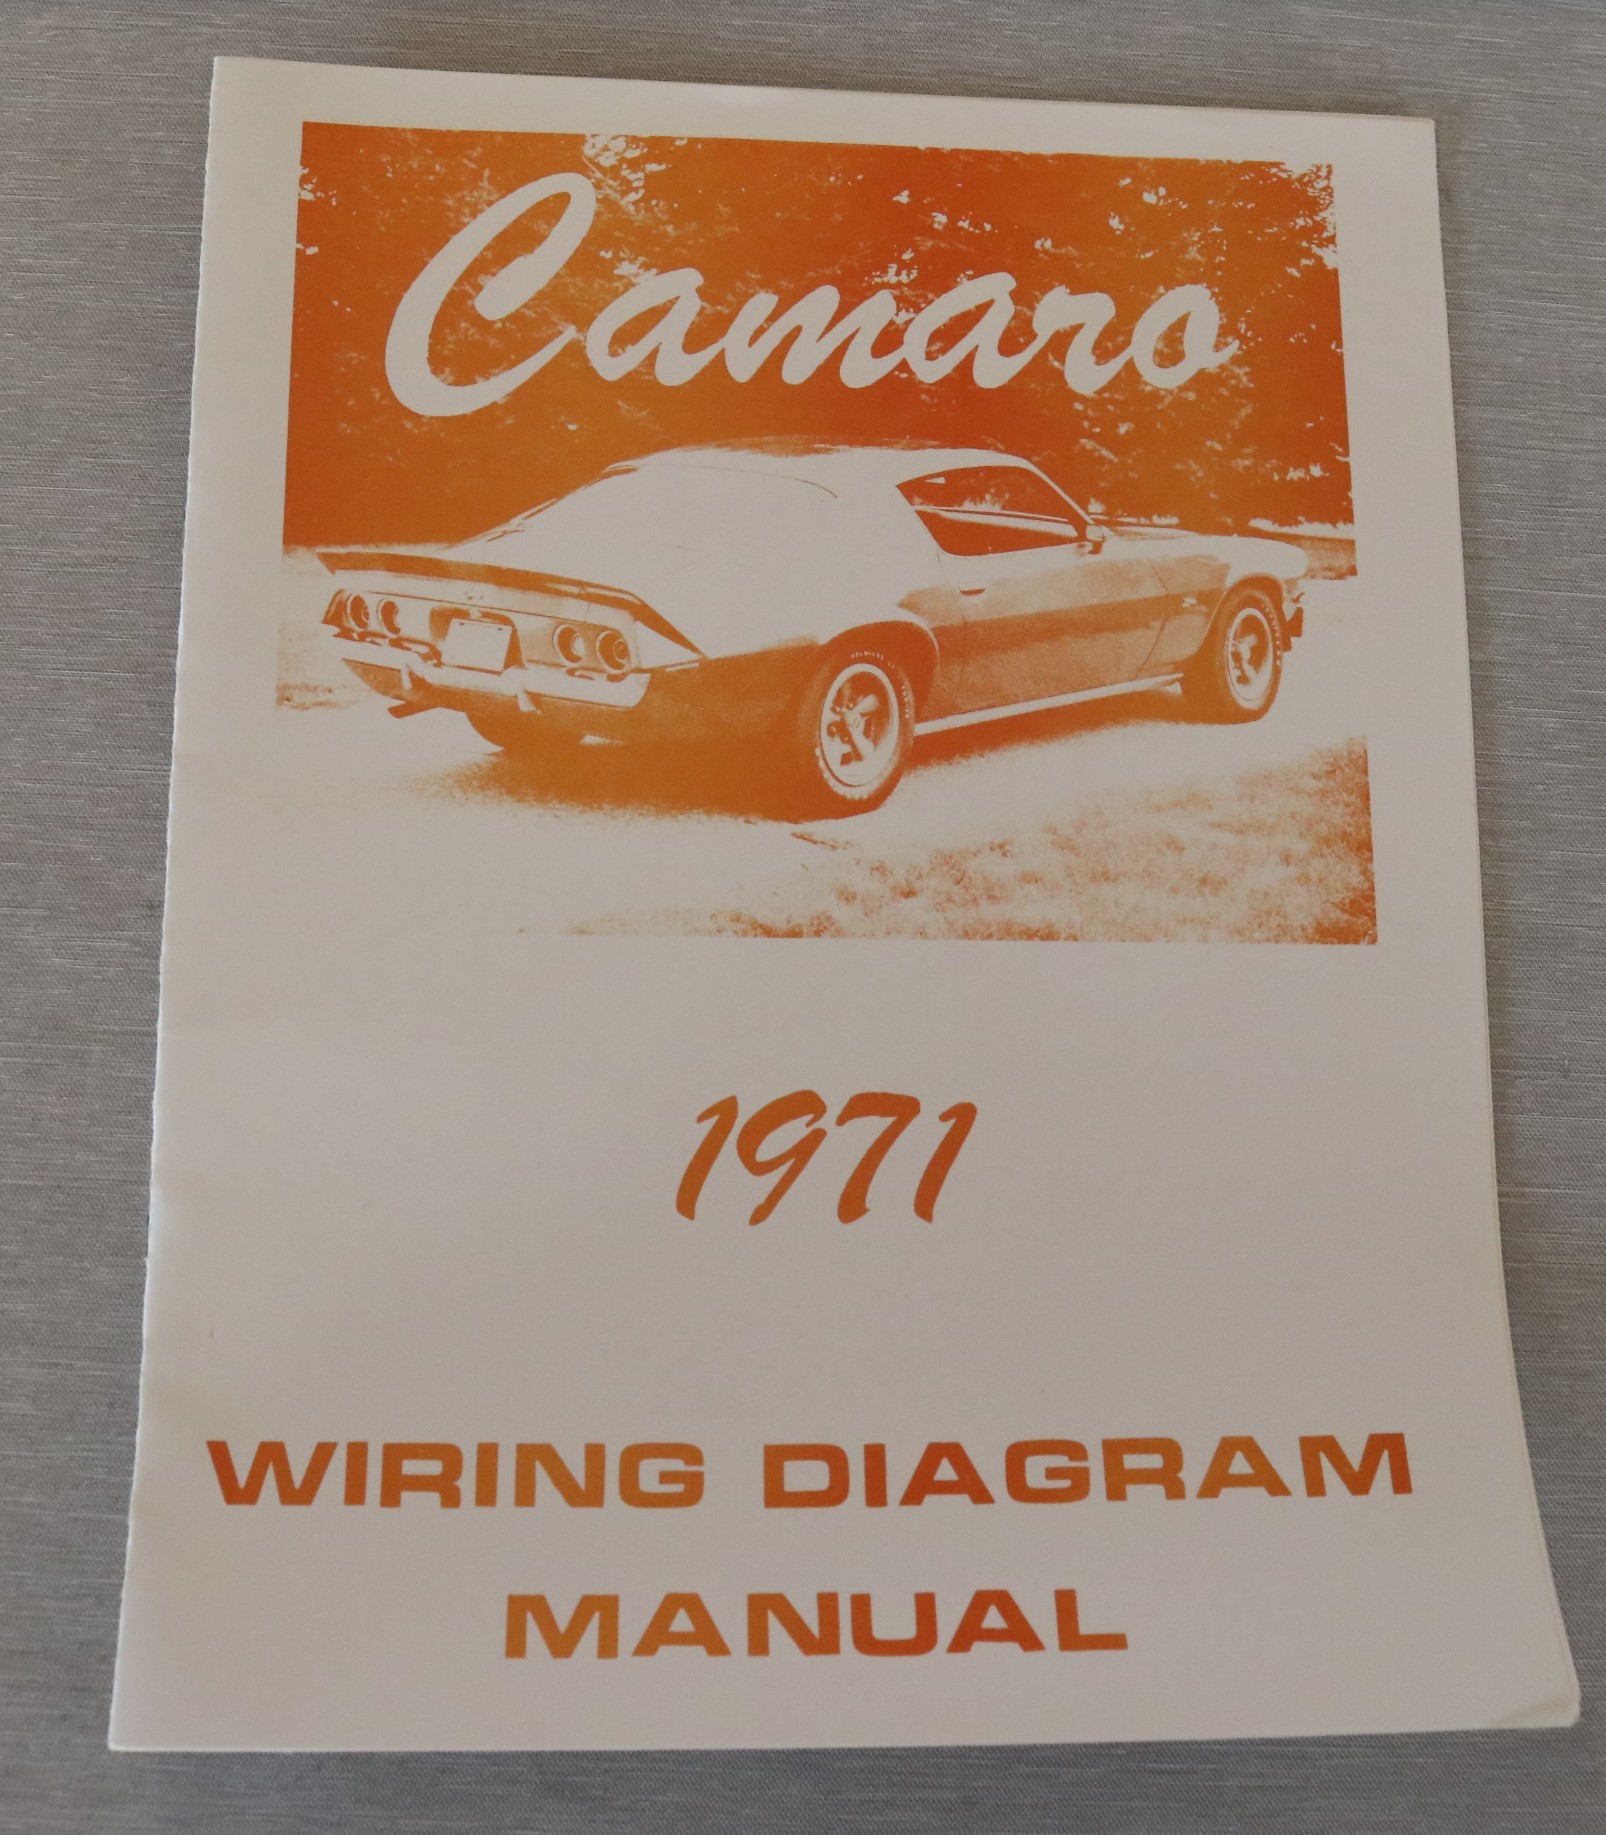 Camaro
1971
WIRING DIAGRAM
MANUAL